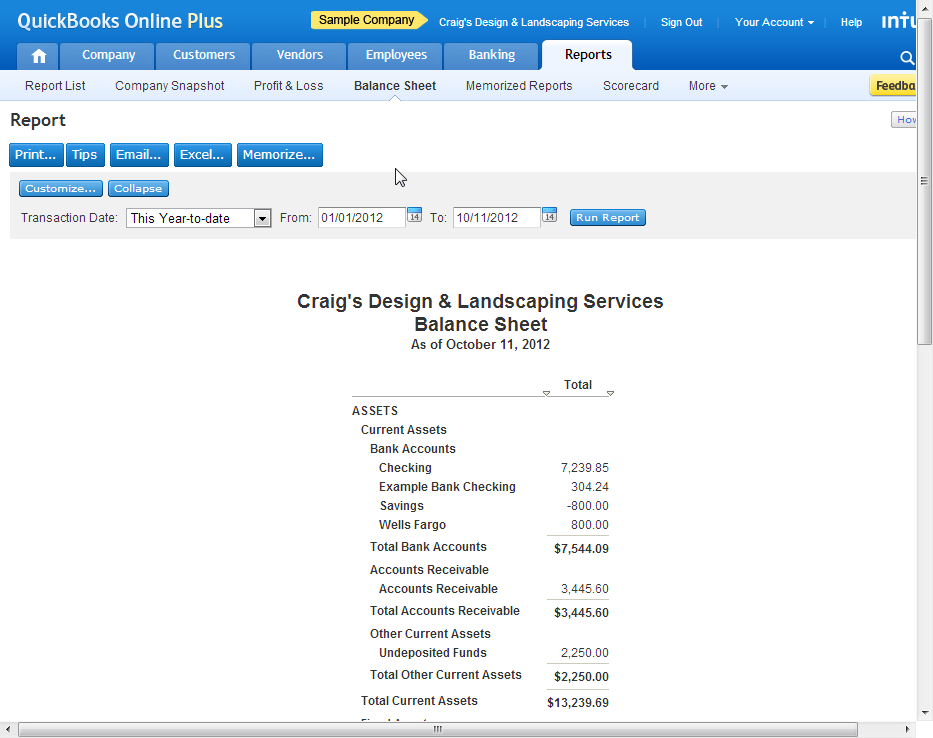 QuickBooks Online Plus
Sample Company
Craig's Design & Landscaping Services
Sign Out
Your Account
Help
Company
Customers
Vendors
Employees
Banking
Reports
Report List
Company Snapshot
Profit & Loss
Balance Sheet
Memorized Reports
Scorecard
More
Report
Print...
Tips
Email...
Excel...
Memorize...
Customize...
Collapse
Transaction Date: This Year-to-date From: 01/01/2012 14 To: 10/11/2012 14 Run Report
Craig's Design & Landscaping Services
Balance Sheet
As of October 11, 2012
Total
ASSETS
Current Assets
Bank Accounts
Checking 7,239.85
Example Bank Checking 304.24
Savings -800.00
Wells Fargo 800.00
Total Bank Accounts $7,544.09
Accounts Receivable
Accounts Receivable 3,445.60
Total Accounts Receivable $3,445.60
Other Current Assets
Undeposited Funds 2,250.00
Total Other Current Assets $2,250.00
Total Current Assets $13,239.69